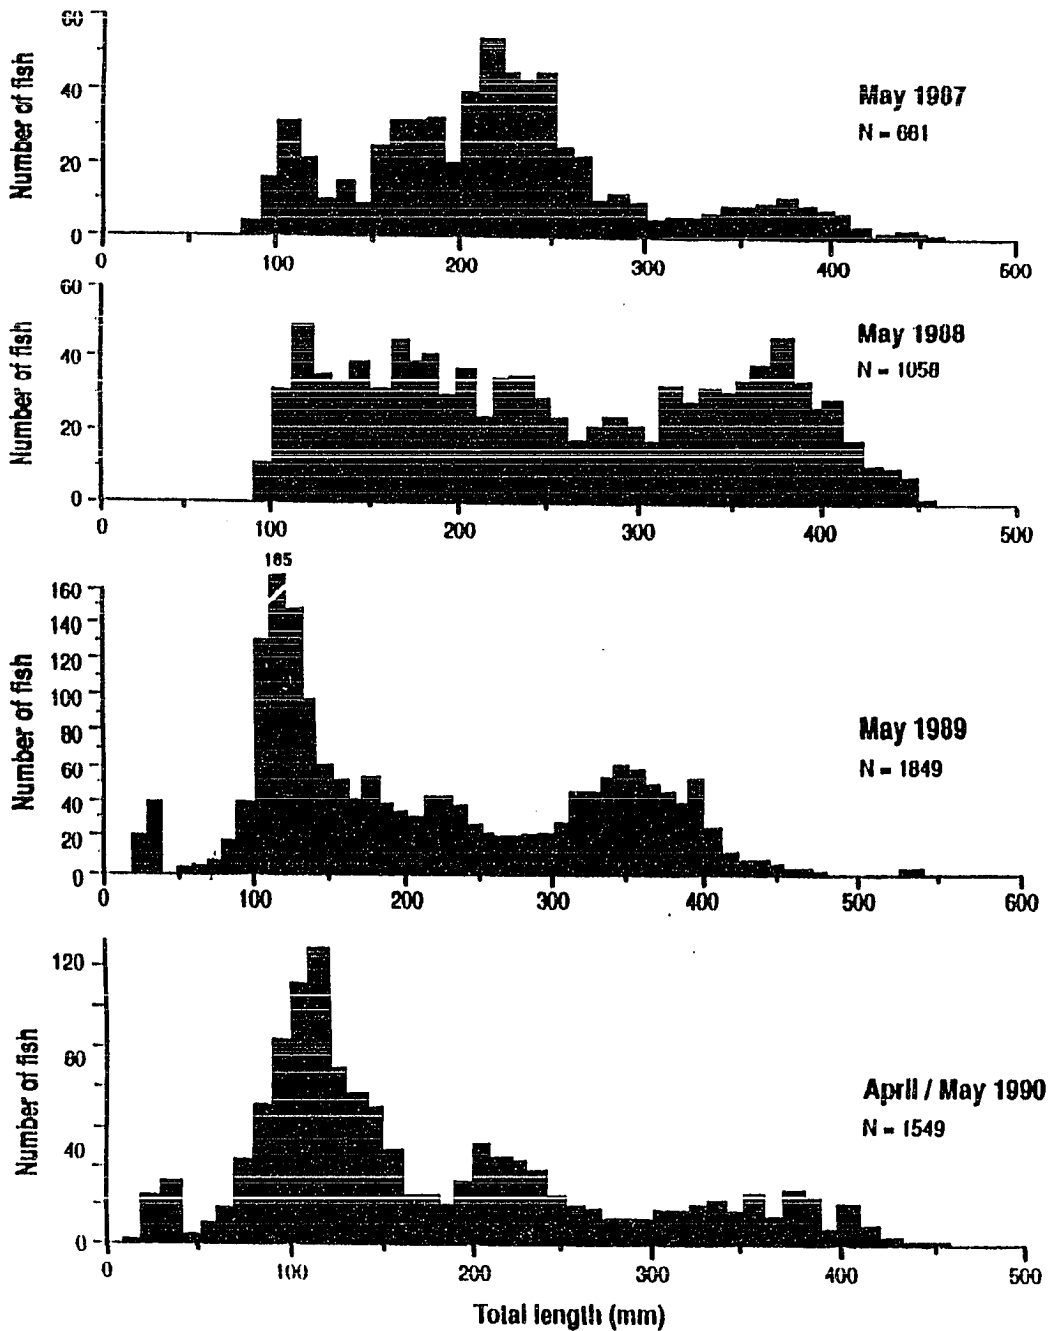 60
40
20
0
Number of fish
May 1987
N = 661
0 100 200 300 400 500
60
40
20
0
Number of fish
May 1988
N = 1058
0 100 200 300 400 500
185
160
140
120
100
80
60
40
20
0
Number of fish
May 1989
N = 1849
0 100 200 300 400 500 600
120
80
40
0
Number of fish
April / May 1990
N = 1549
0 100 200 300 400 500
Total length (mm)